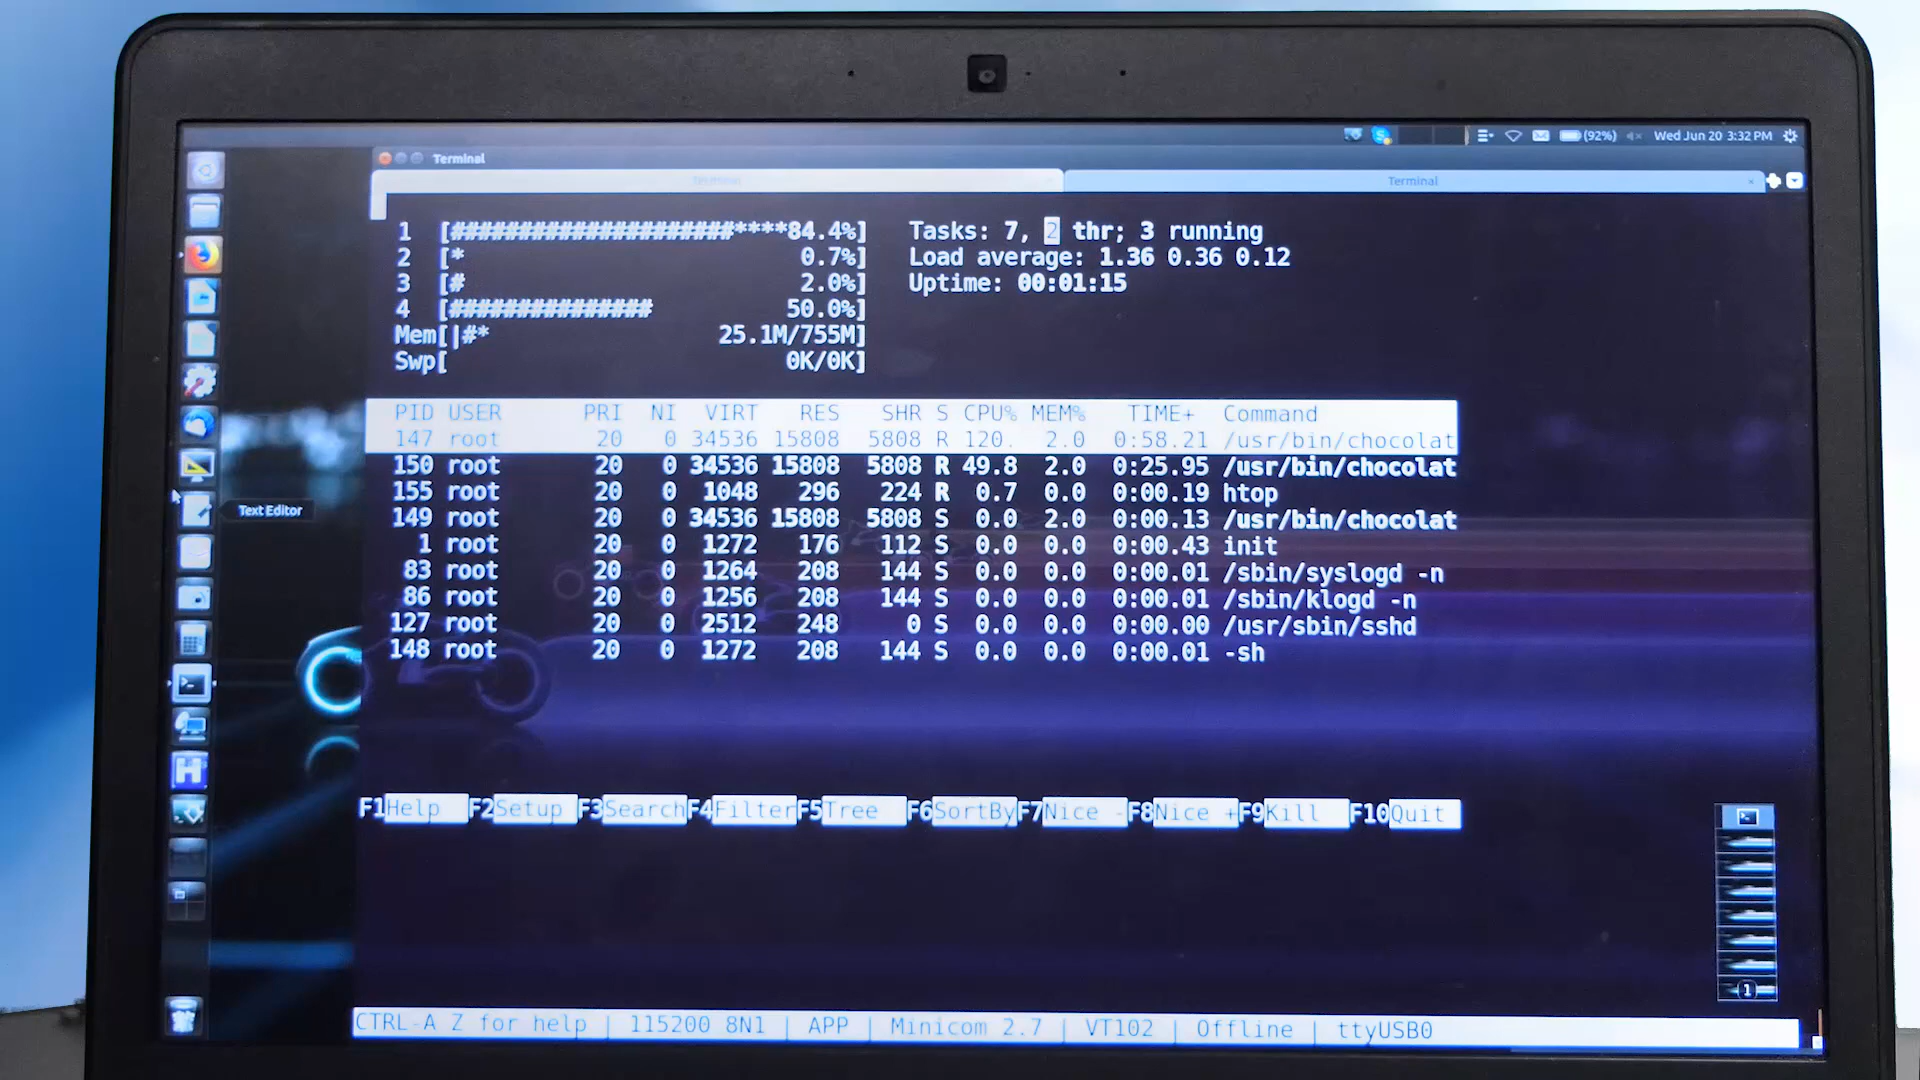 (92%) Wed Jun 20 3:32 PM
Terminal
Terminal Terminal
1 [#####################****84.4%] Tasks: 7, 2 thr; 3 running
2 [* 0.7%] Load average: 1.36 0.36 0.12
3 [# 2.0%] Uptime: 00:01:15
4 [############### 50.0%]
Mem[|#* 25.1M/755M]
Swp[ 0K/0K]
PID USER PRI NI VIRT RES SHR S CPU% MEM% TIME+ Command
147 root 20 0 34536 15808 5808 R 120. 2.0 0:58.21 /usr/bin/chocolat
150 root 20 0 34536 15808 5808 R 49.8 2.0 0:25.95 /usr/bin/chocolat
155 root 20 0 1048 296 224 R 0.7 0.0 0:00.19 htop
149 root 20 0 34536 15808 5808 S 0.0 2.0 0:00.13 /usr/bin/chocolat
1 root 20 0 1272 176 112 S 0.0 0.0 0:00.43 init
83 root 20 0 1264 208 144 S 0.0 0.0 0:00.01 /sbin/syslogd -n
86 root 20 0 1256 208 144 S 0.0 0.0 0:00.01 /sbin/klogd -n
127 root 20 0 2512 248 0 S 0.0 0.0 0:00.00 /usr/sbin/sshd
148 root 20 0 1272 208 144 S 0.0 0.0 0:00.01 -sh
Text Editor
F1Help F2Setup F3SearchF4FilterF5Tree F6SortByF7Nice -F8Nice +F9Kill F10Quit
1
CTRL-A Z for help | 115200 8N1 | APP | Minicom 2.7 | VT102 | Offline | ttyUSB0